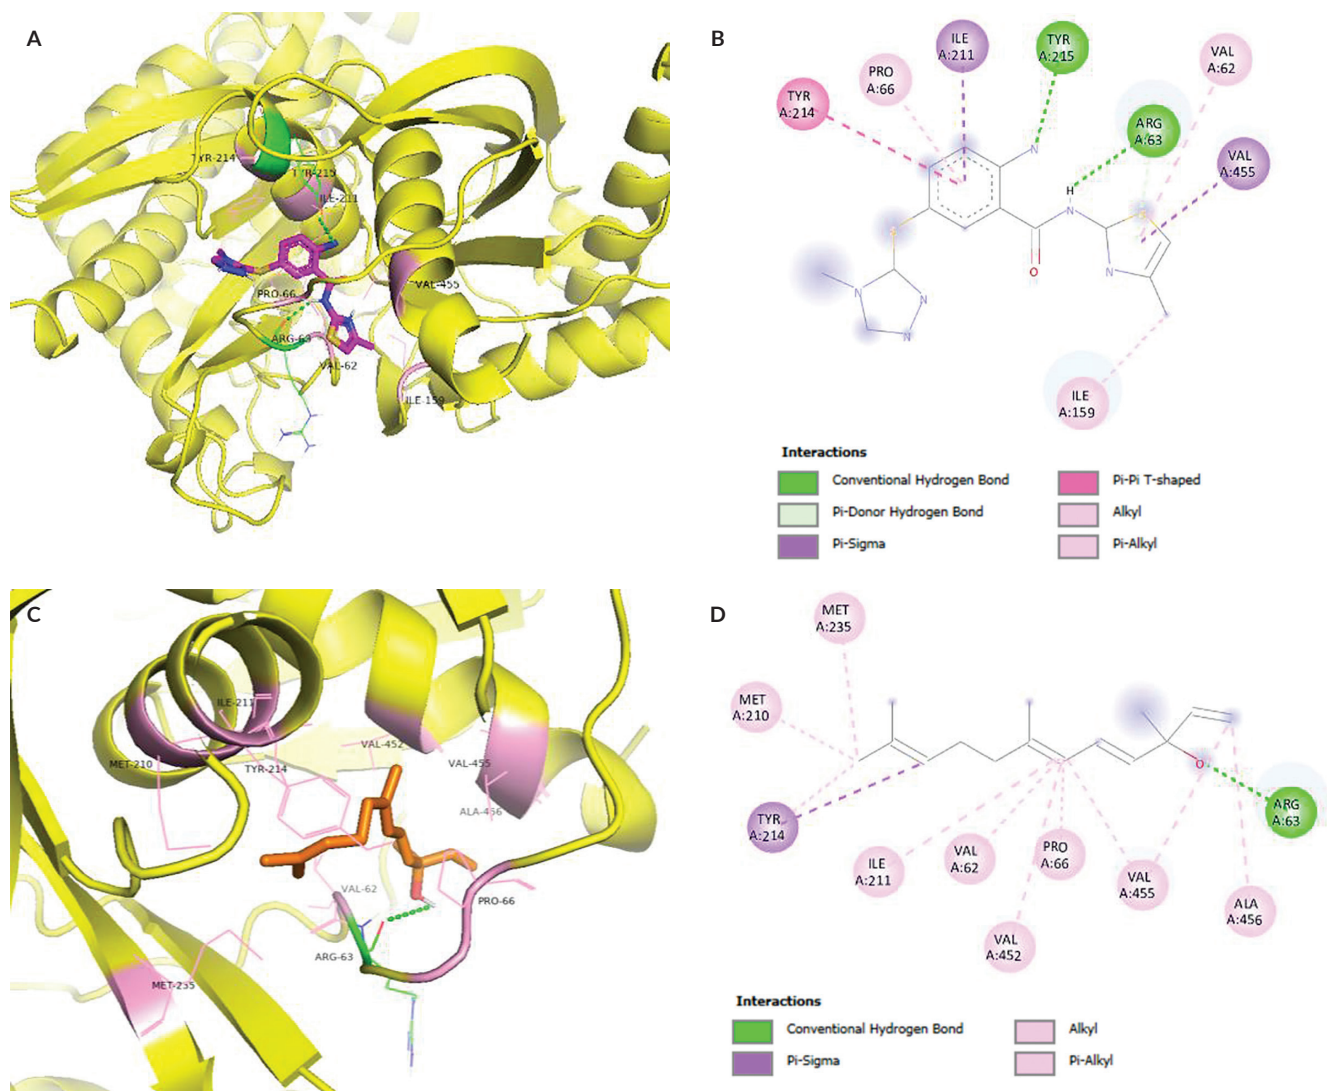 A
TYR-214
TYR-215
ILE-211
PRO-66
VAL-455
ARG-63
VAL-62
ILE-159
B
ILE
A:211
TYR
A:215
VAL
A:62
PRO
A:66
TYR
A:214
ARG
A:63
VAL
A:455
N
H
N
S
S
O
N
N
N
N
ILE
A:159
Interactions
Conventional Hydrogen Bond
Pi-Donor Hydrogen Bond
Pi-Sigma
Pi-Pi T-shaped
Alkyl
Pi-Alkyl
C
ILE-211
MET-210
TYR-214
VAL-452
VAL-455
ALA-456
VAL-62
PRO-66
ARG-63
MET-235
D
MET
A:235
MET
A:210
O
TYR
A:214
ARG
A:63
ILE
A:211
VAL
A:62
PRO
A:66
VAL
A:455
ALA
A:456
VAL
A:452
Interactions
Conventional Hydrogen Bond
Pi-Sigma
Alkyl
Pi-Alkyl